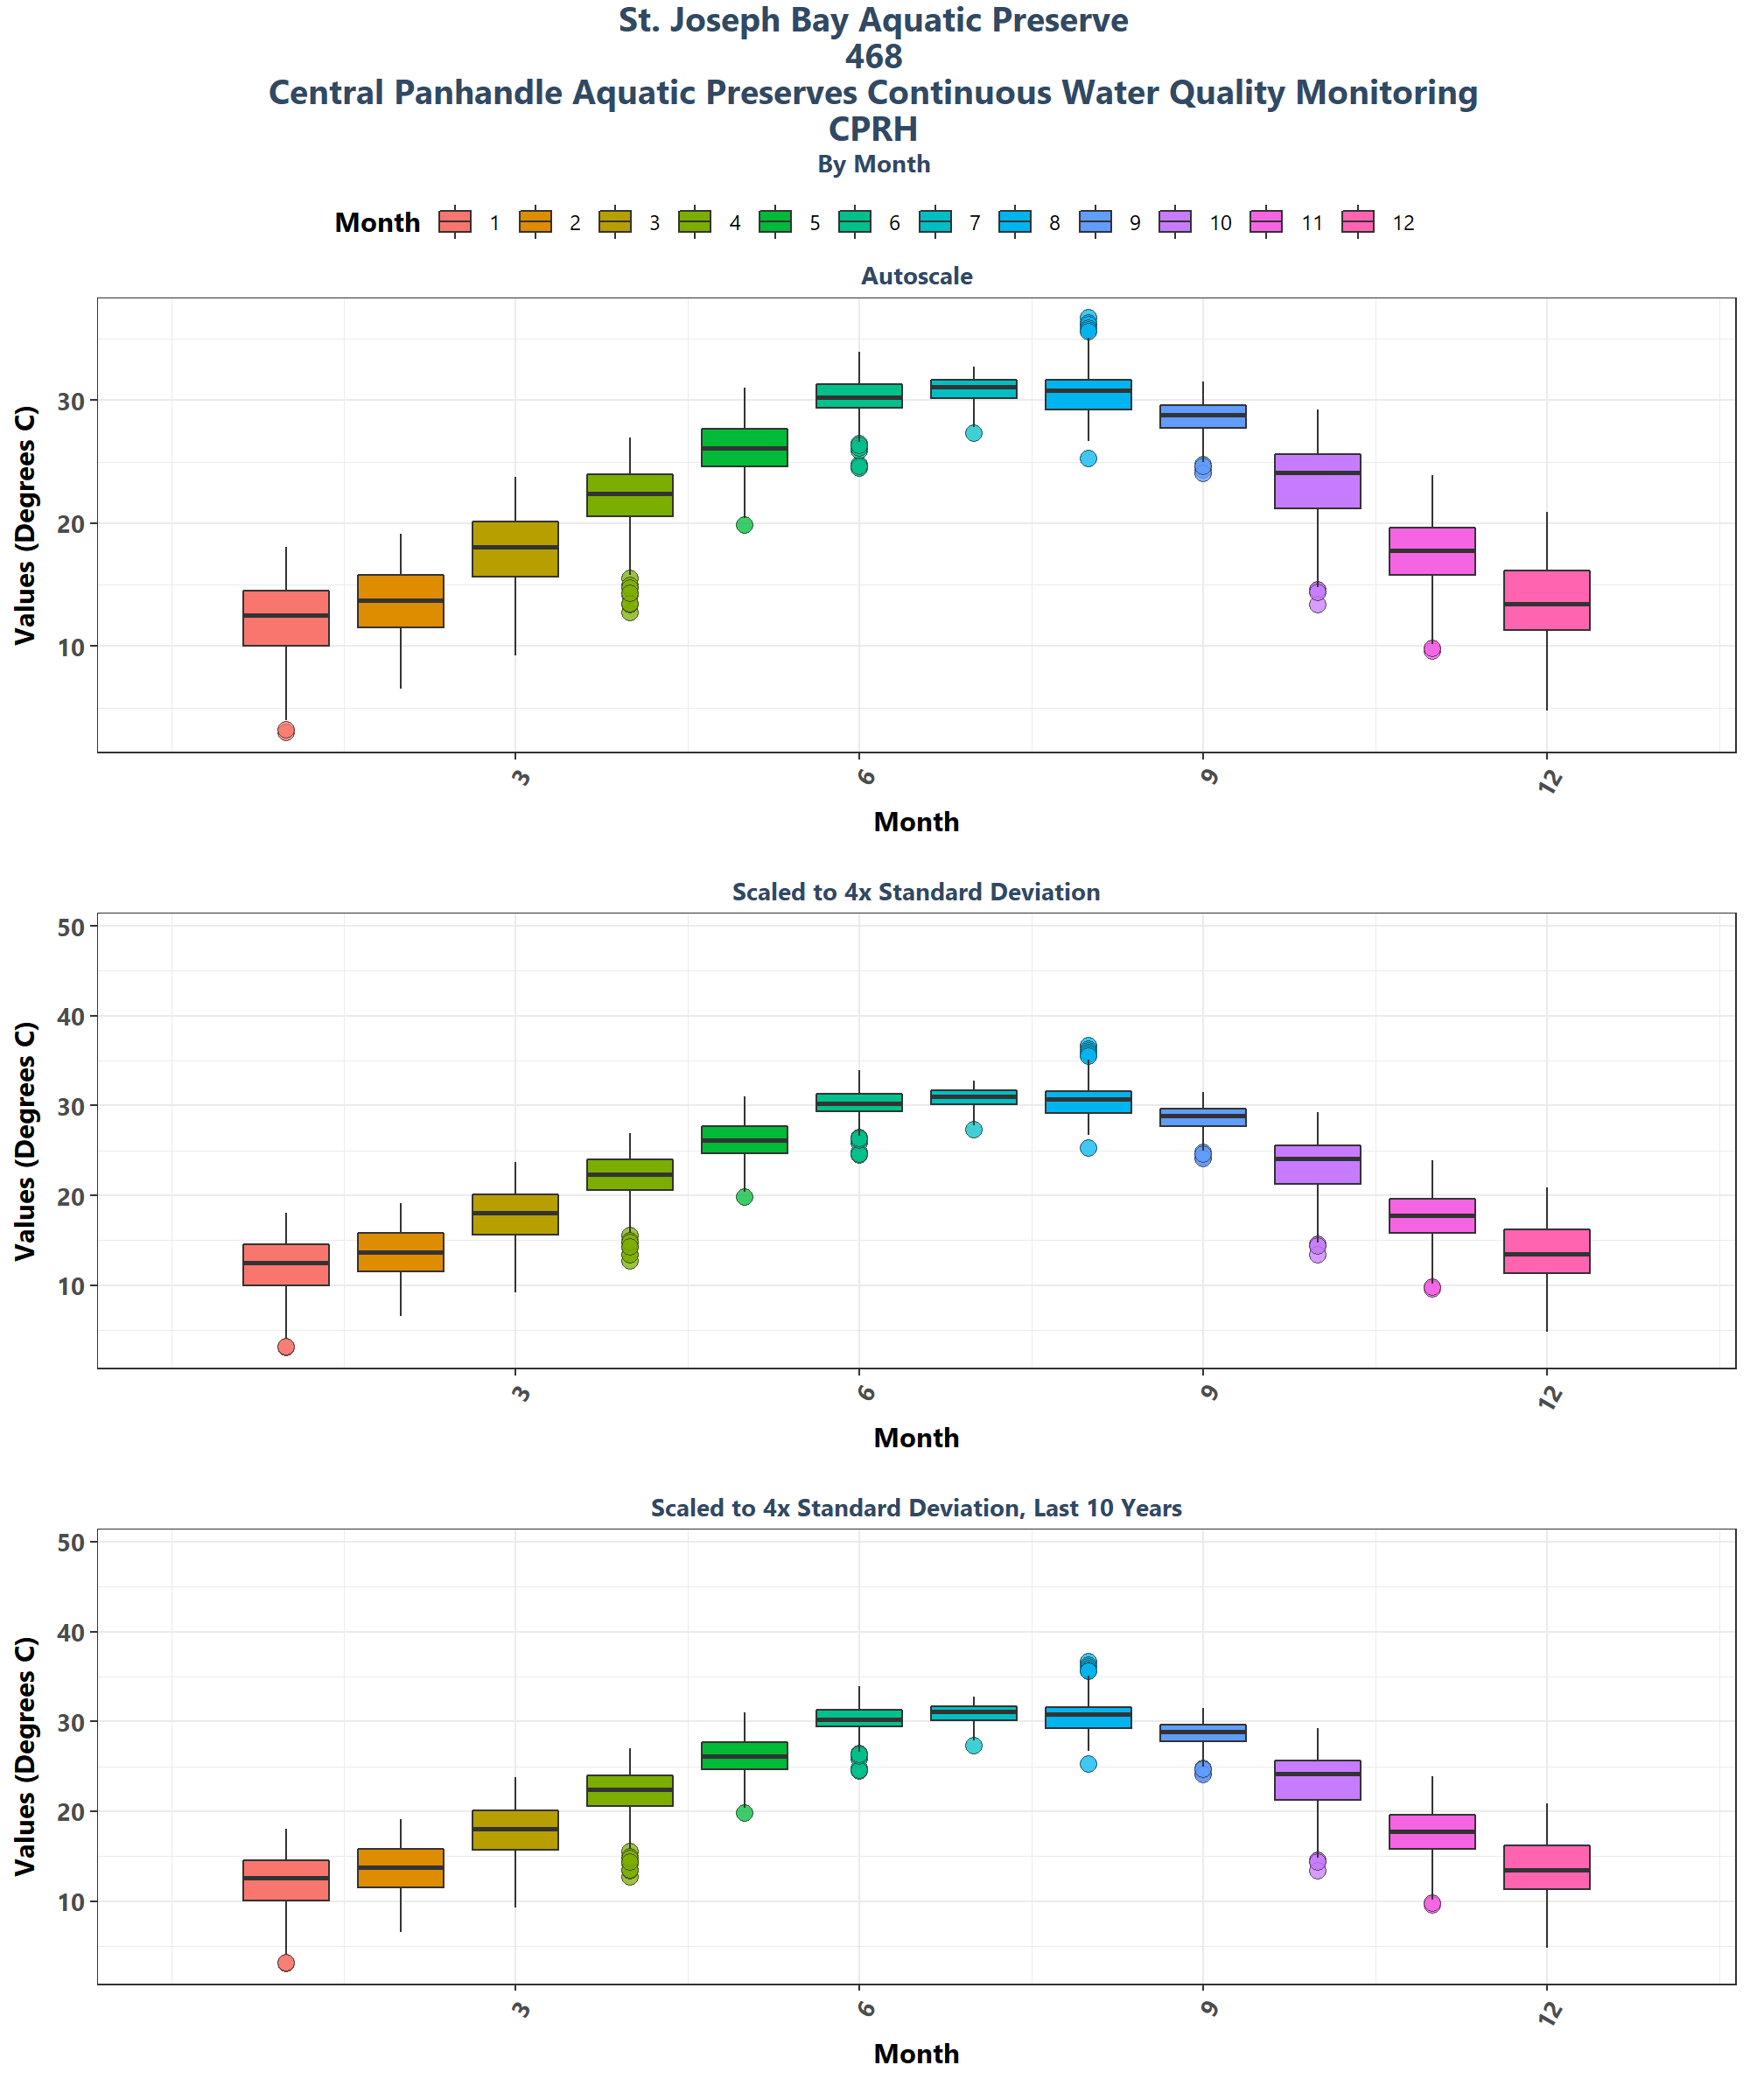 St. Joseph Bay Aquatic Preserve
468
Central Panhandle Aquatic Preserves Continuous Water Quality Monitoring
CPRH
By Month
Month 1 2 3 4 5 6 7 8 9 10 11 12
Autoscale
Values (Degrees C)
30
20
10
3 6 9 12
Month
Scaled to 4x Standard Deviation
Values (Degrees C)
50
40
30
20
10
3 6 9 12
Month
Scaled to 4x Standard Deviation, Last 10 Years
Values (Degrees C)
50
40
30
20
10
3 6 9 12
Month